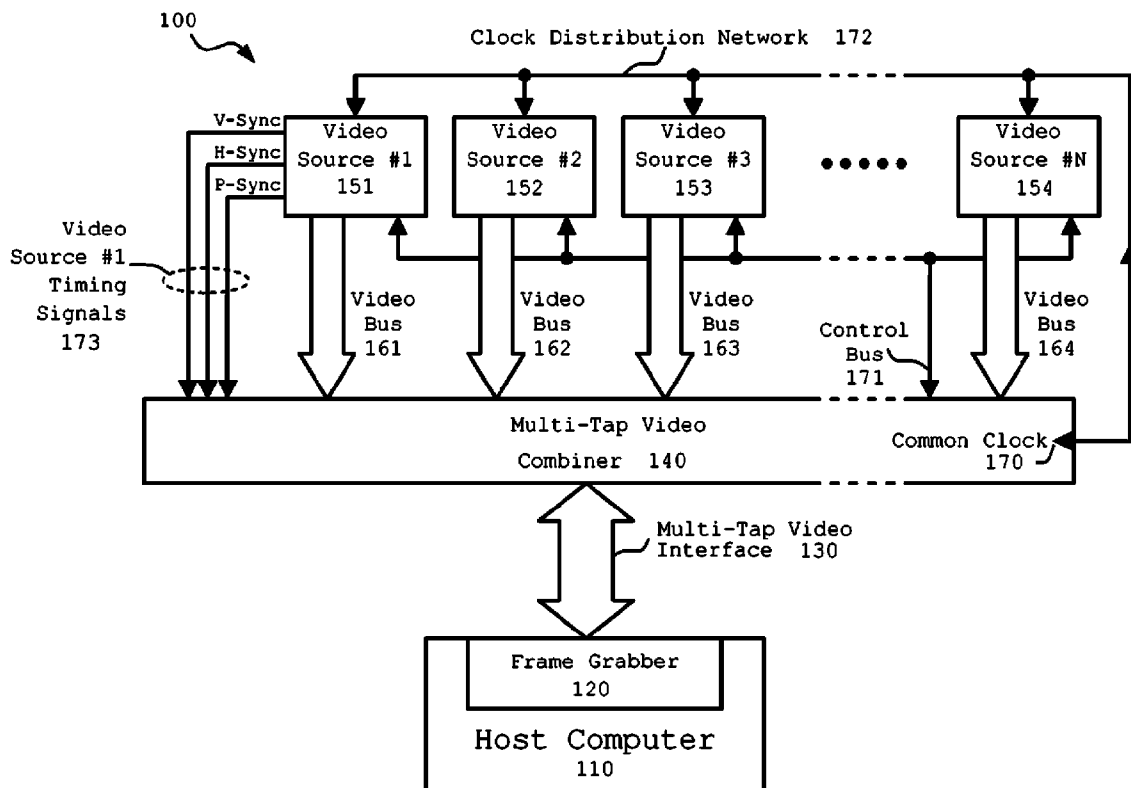 100
Clock Distribution Network 172
V-Sync
H-Sync
P-Sync
Video
Source #1
151
Video
Source #2
152
Video
Source #3
153
Video
Source #N
154
Video
Source #1
Timing
Signals
173
Video
Bus
161
Video
Bus
162
Video
Bus
163
Control
Bus
171
Video
Bus
164
Multi-Tap Video
Combiner 140
Common Clock
170
Multi-Tap Video
Interface 130
Frame Grabber
120
Host Computer
110